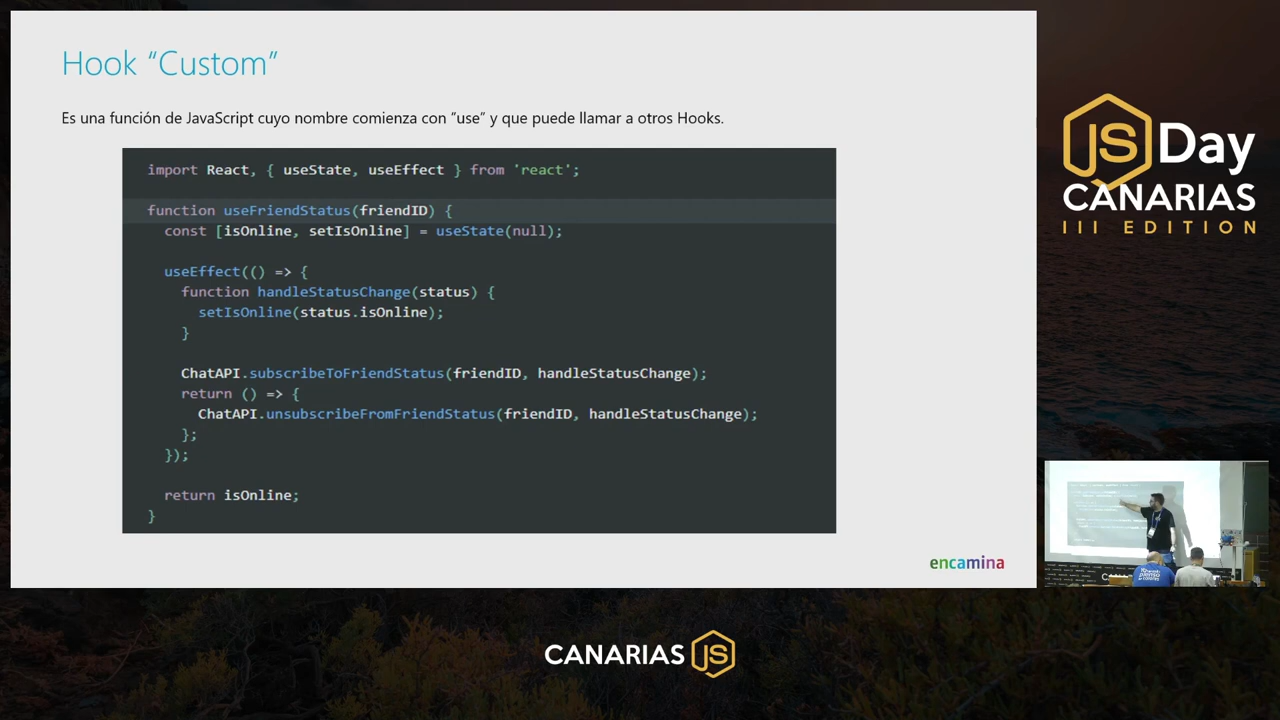 Hook “Custom”
Es una función de JavaScript cuyo nombre comienza con “use” y que puede llamar a otros Hooks.
import React, { useState, useEffect } from 'react';
function useFriendStatus(friendID) {
  const [isOnline, setIsOnline] = useState(null);
  useEffect(() => {
    function handleStatusChange(status) {
      setIsOnline(status.isOnline);
    }
    ChatAPI.subscribeToFriendStatus(friendID, handleStatusChange);
    return () => {
      ChatAPI.unsubscribeFromFriendStatus(friendID, handleStatusChange);
    };
  });
  return isOnline;
}
encamina
JS Day
CANARIAS
III EDITION
CANARIAS JS